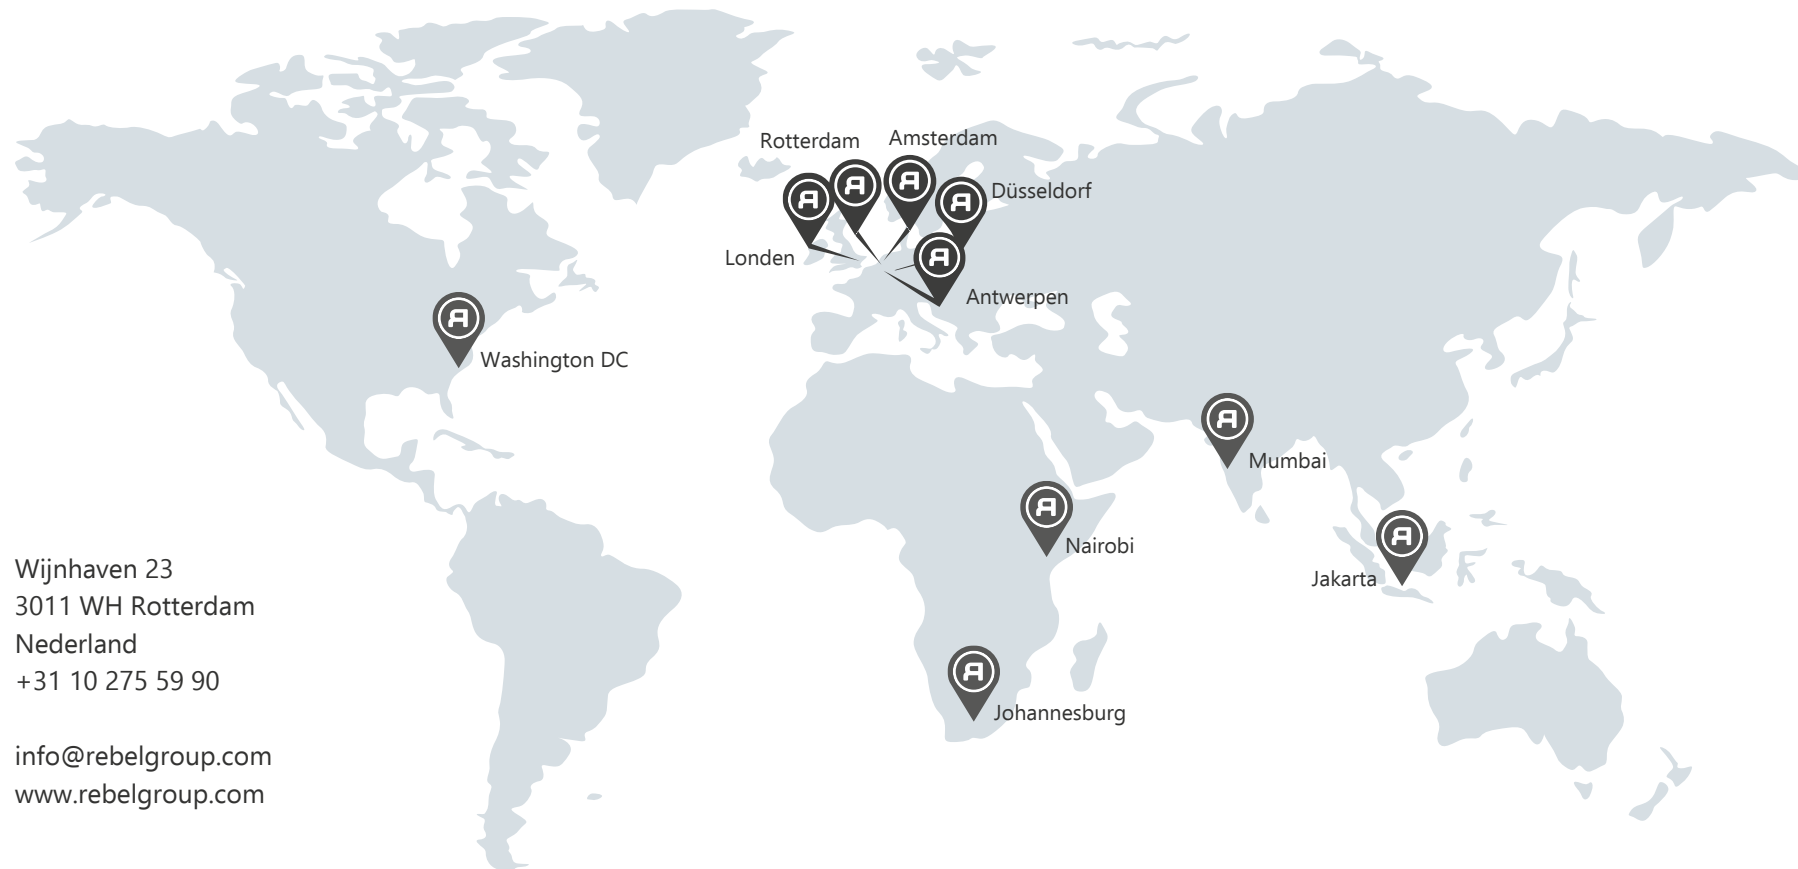 Rotterdam
Amsterdam
Düsseldorf
Londen
Antwerpen
Washington DC
Mumbai
Nairobi
Jakarta
Johannesburg
Wijnhaven 23
3011 WH Rotterdam
Nederland
+31 10 275 59 90
info@rebelgroup.com
www.rebelgroup.com